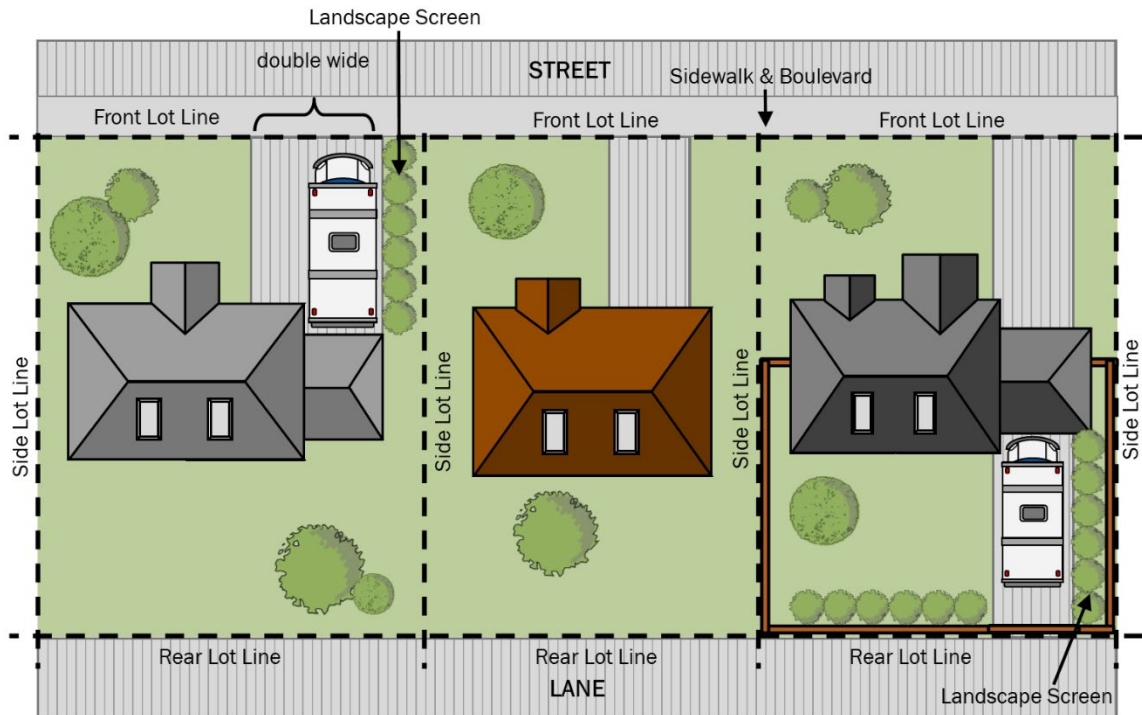 Landscape Screen
double wide
STREET
Sidewalk & Boulevard
Front Lot Line
Front Lot Line
Front Lot Line
Side Lot Line
Side Lot Line
Side Lot Line
Side Lot Line
Rear Lot Line
Rear Lot Line
Rear Lot Line
LANE
Landscape Screen